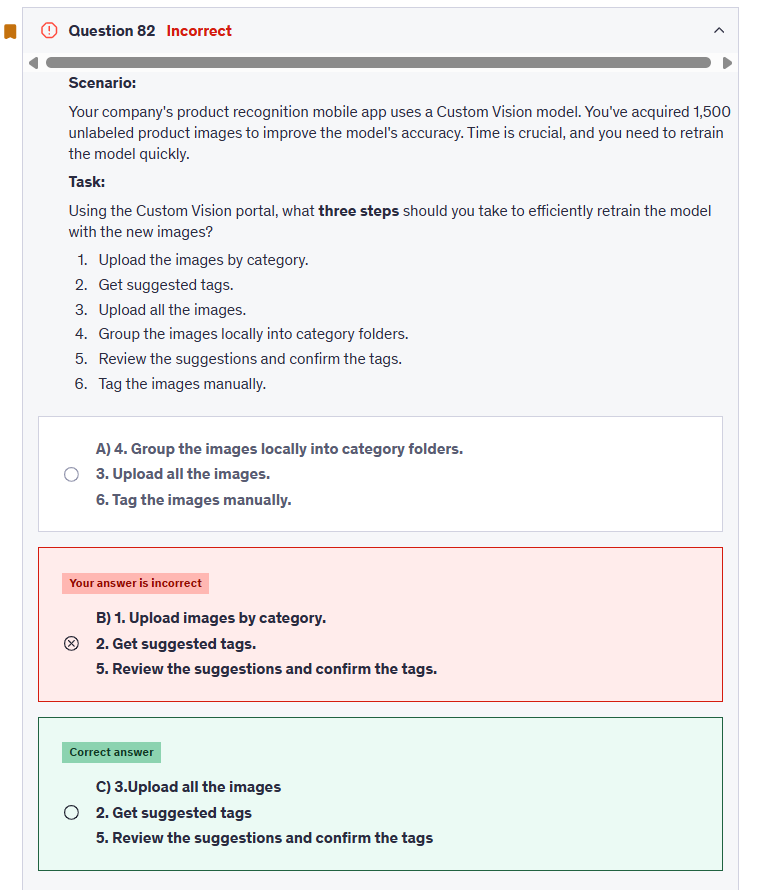 Question 82 Incorrect
Scenario:
Your company's product recognition mobile app uses a Custom Vision model. You've acquired 1,500
unlabeled product images to improve the model's accuracy. Time is crucial, and you need to retrain
the model quickly.
Task:
Using the Custom Vision portal, what three steps should you take to efficiently retrain the model
with the new images?
1. Upload the images by category.
2. Get suggested tags.
3. Upload all the images.
4. Group the images locally into category folders.
5. Review the suggestions and confirm the tags.
6. Tag the images manually.
A) 4. Group the images locally into category folders.
3. Upload all the images.
6. Tag the images manually.
Your answer is incorrect
B) 1. Upload images by category.
2. Get suggested tags.
5. Review the suggestions and confirm the tags.
Correct answer
C) 3.Upload all the images
2. Get suggested tags
5. Review the suggestions and confirm the tags